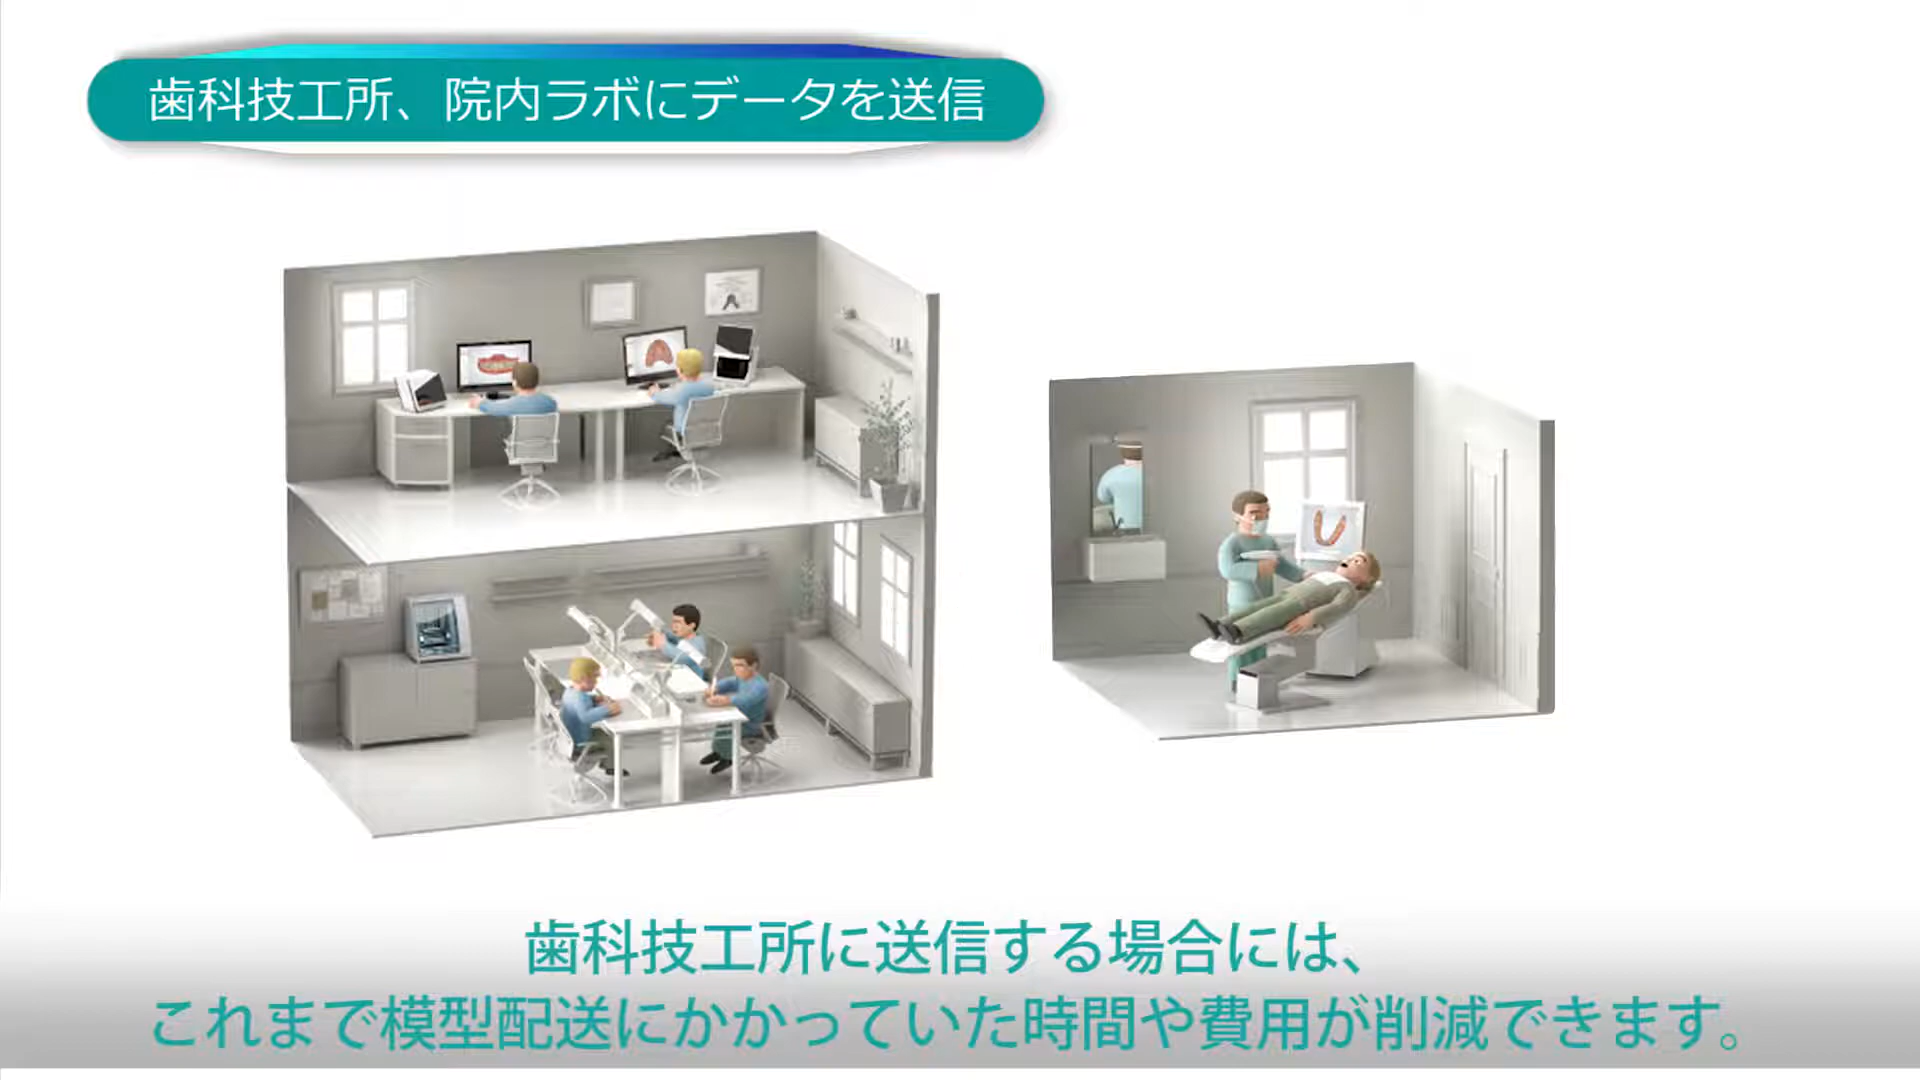 歯科技工所、院内ラボにデータを送信
歯科技工所に送信する場合には、
これまで模型配送にかかっていた時間や費用が削減できます。